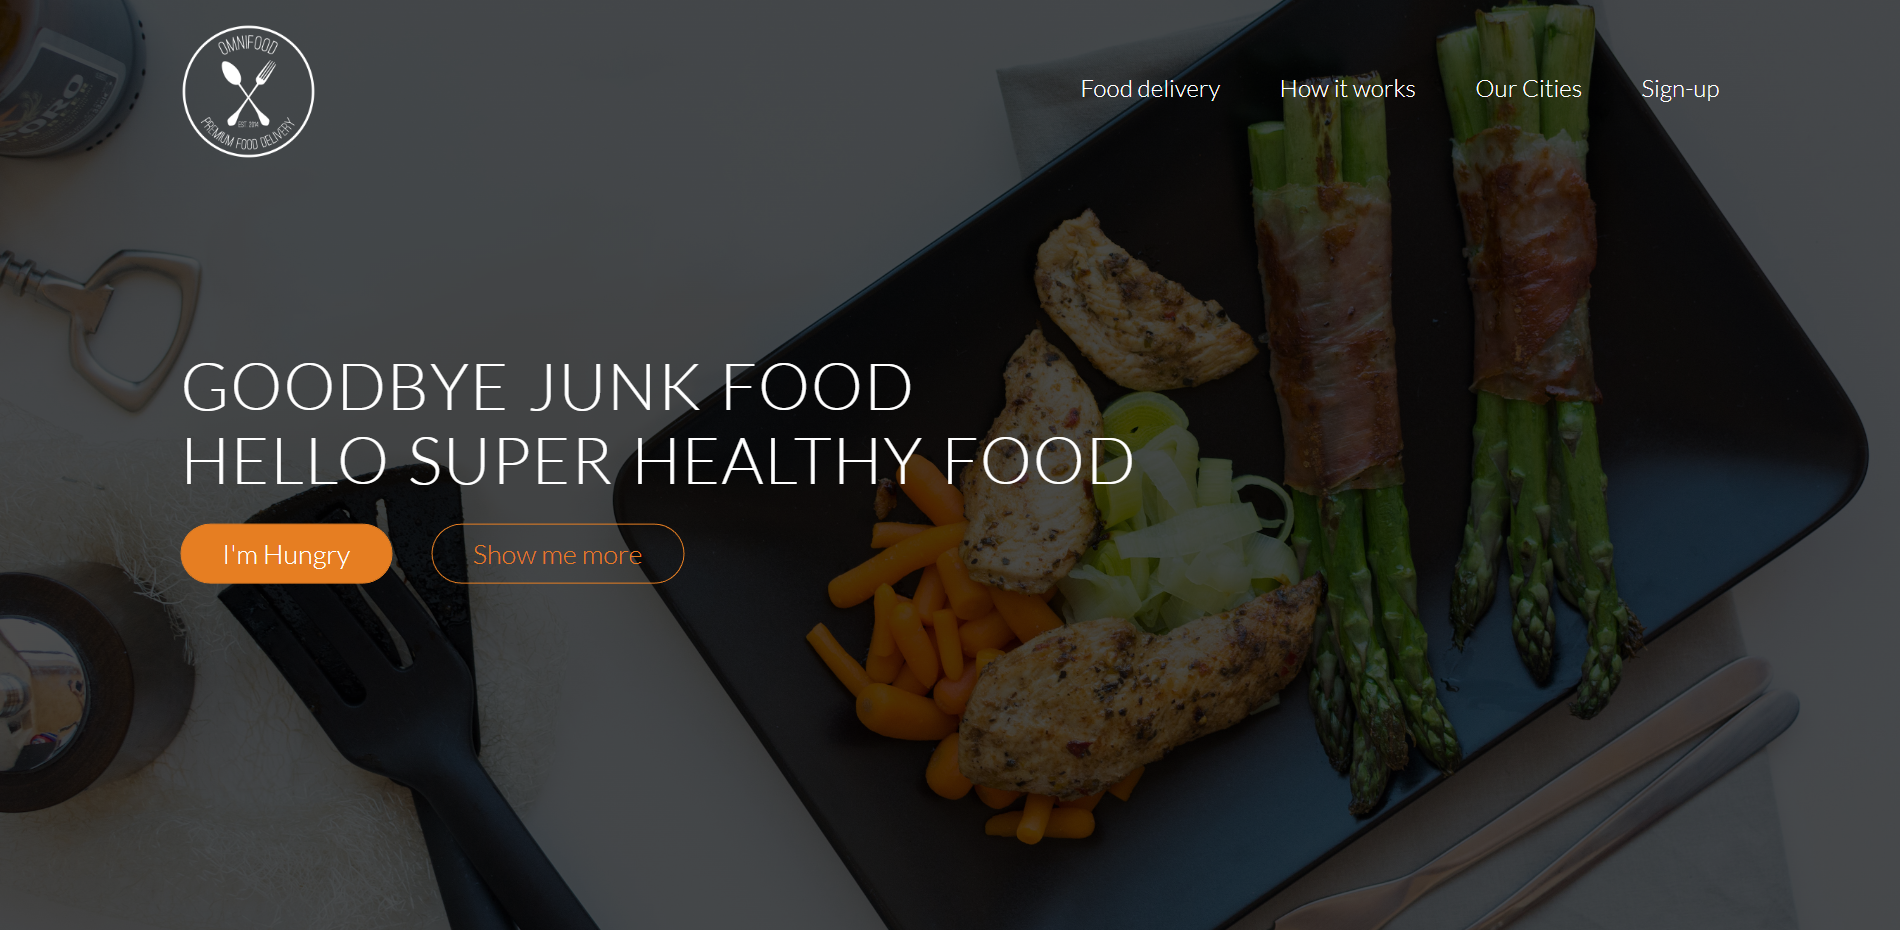 OMNIFOOD
EST 2014
PREMIUM FOOD DELIVERY
Food delivery
How it works
Our Cities
Sign-up
GOODBYE JUNK FOOD
HELLO SUPER HEALTHY FOOD
I'm Hungry
Show me more